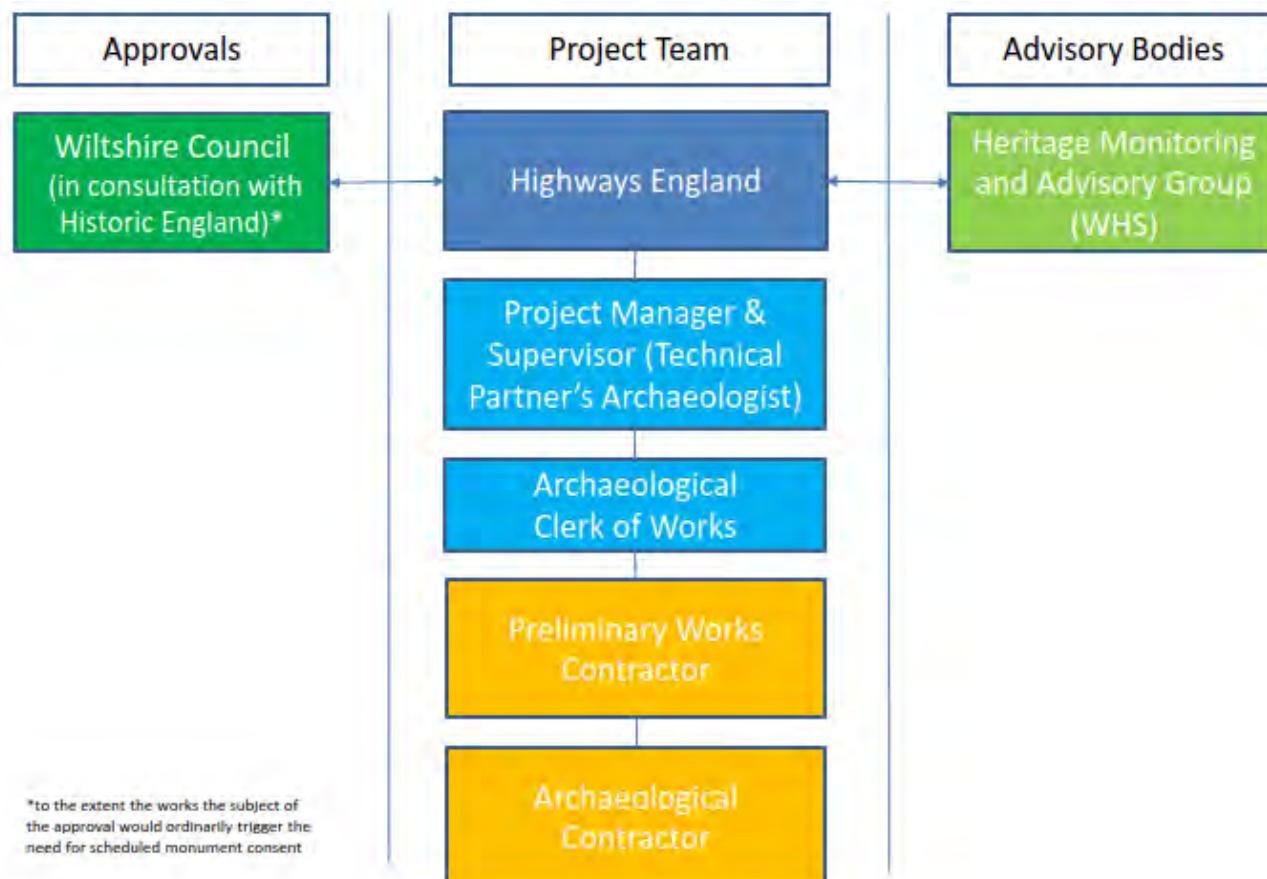 Approvals
Project Team
Advisory Bodies
Wiltshire Council
(in consultation with
Historic England)*
Highways England
Heritage Monitoring
and Advisory Group
(WHS)
Project Manager &
Supervisor (Technical
Partner's Archaeologist)
Archaeological
Clerk of Works
Preliminary Works
Contractor
Archaeological
Contractor
*to the extent the works the subject of
the approval would ordinarily trigger the
need for scheduled monument consent